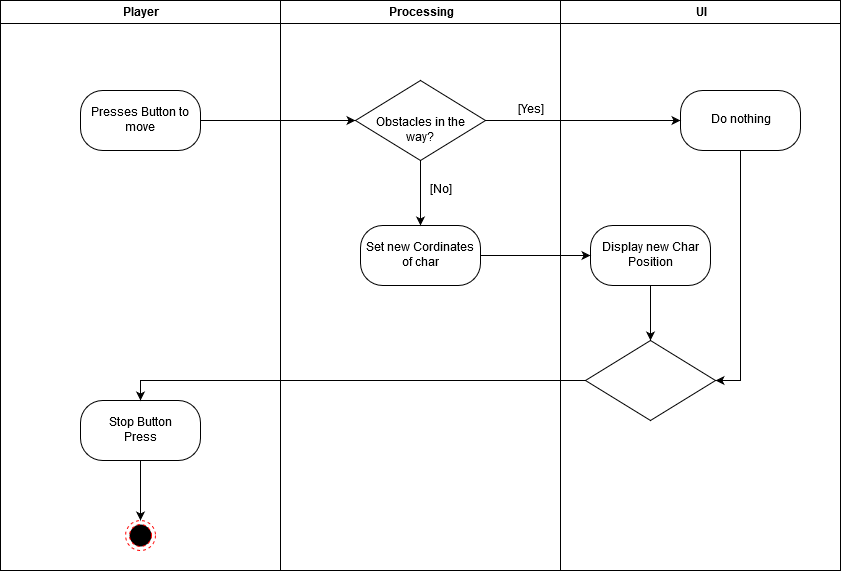 Player
Processing
UI
Presses Button to
move
Obstacles in the
way?
[Yes]
Do nothing
[No]
Set new Cordinates
of char
Display new Char
Position
Stop Button
Press